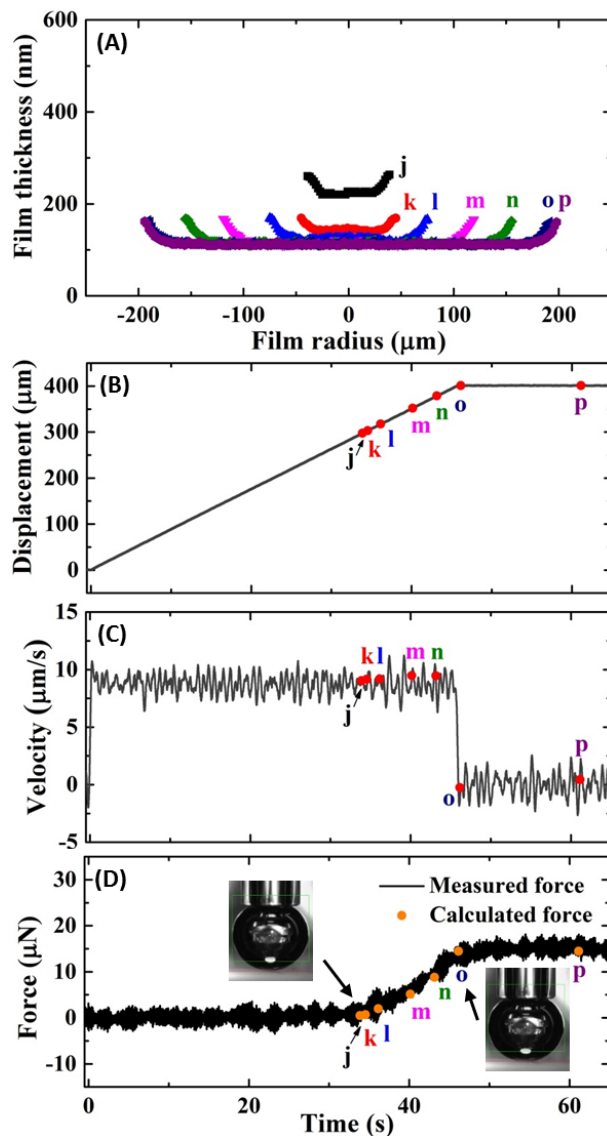 (A)
Film thickness (nm)
600
400
200
0
j
k l m n o p
-200 -100 0 100 200
Film radius (μm)
(B)
Displacement (μm)
400
300
200
100
0
j k l m n o p
(C)
Velocity (μm/s)
15
10
5
0
-5
j k l m n o p
(D)
Force (μN)
30
20
10
0
-10
Measured force
Calculated force
j k l m n o p
0 20 40 60
Time (s)